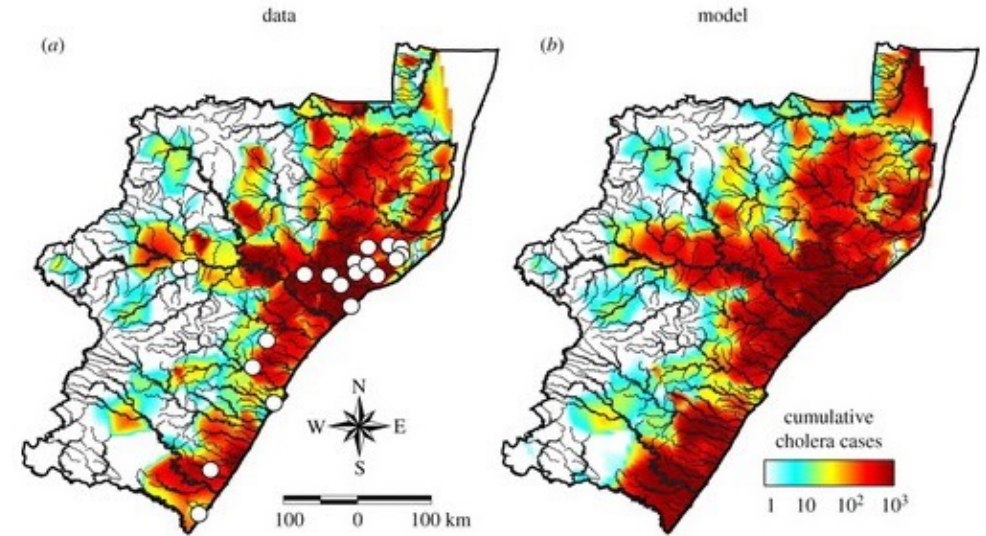 data
model
(a)
(b)
N
W E
S
100 0 100 km
cumulative
cholera cases
1 10 10² 10³